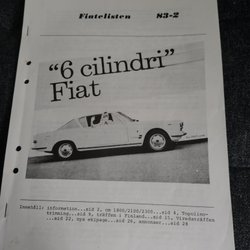 Fiatelisten 83-2
"6 cilindri"
Fiat
Innehåll: information...sid 2, om 1800/2100/2300...sid 4, Topolino-
trimning...sid 9, träffen i Finland...sid 11, Vivedaträffen
...sid 22, nya ekipage...sid 26, annonser...sid 28